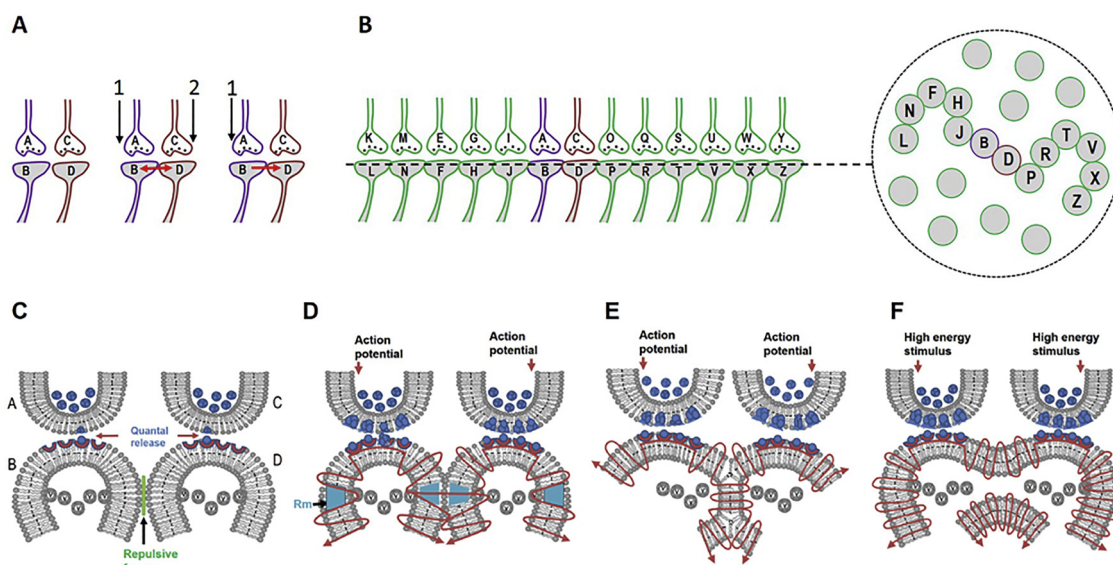 A
B
1 2 1
A C A C A C
B D B D B D
K M E G I A C O Q S U W Y
L N F H J B D P R T V X Z
N F H
L J B D P R T V X Z
C D E F
Action potential
Action potential
Action potential
Action potential
High energy stimulus
High energy stimulus
A
C
Quantal release
B
D
Rm
Repulsive